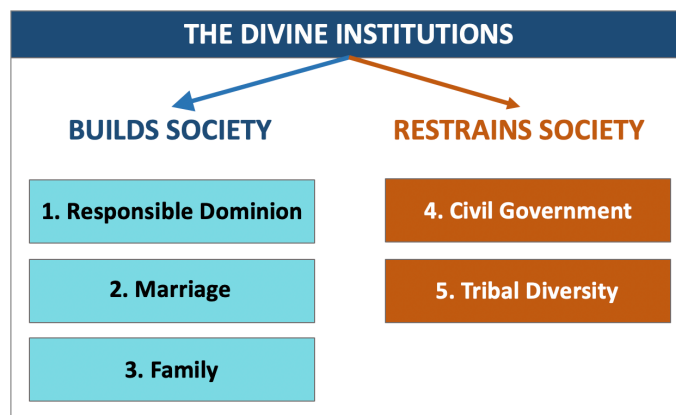 THE DIVINE INSTITUTIONS
BUILDS SOCIETY
1. Responsible Dominion
2. Marriage
3. Family
RESTRAINS SOCIETY
4. Civil Government
5. Tribal Diversity